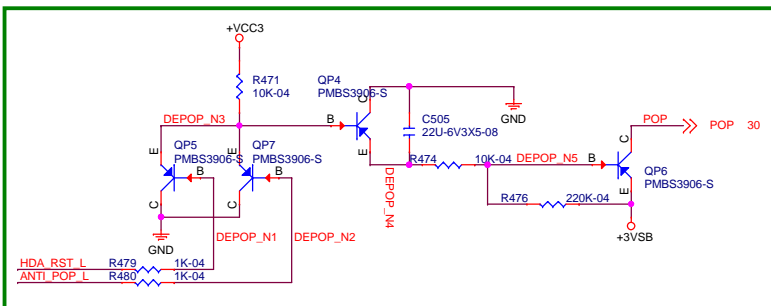 +VCC3
R471
10K-04
QP4
PMBS3906-S
DEPOP_N3
B
C
E
C505
22U-6V3X5-08
GND
POP
POP 30
E
QP5
PMBS3906-S
B
C
E
QP7
PMBS3906-S
B
C
R474
10K-04
DEPOP_N5
B
C
E
QP6
PMBS3906-S
DEPOP_N4
R476
220K-04
+3VSB
GND
DEPOP_N1
DEPOP_N2
HDA_RST_L
R479
1K-04
ANTI_POP_L
R480
1K-04